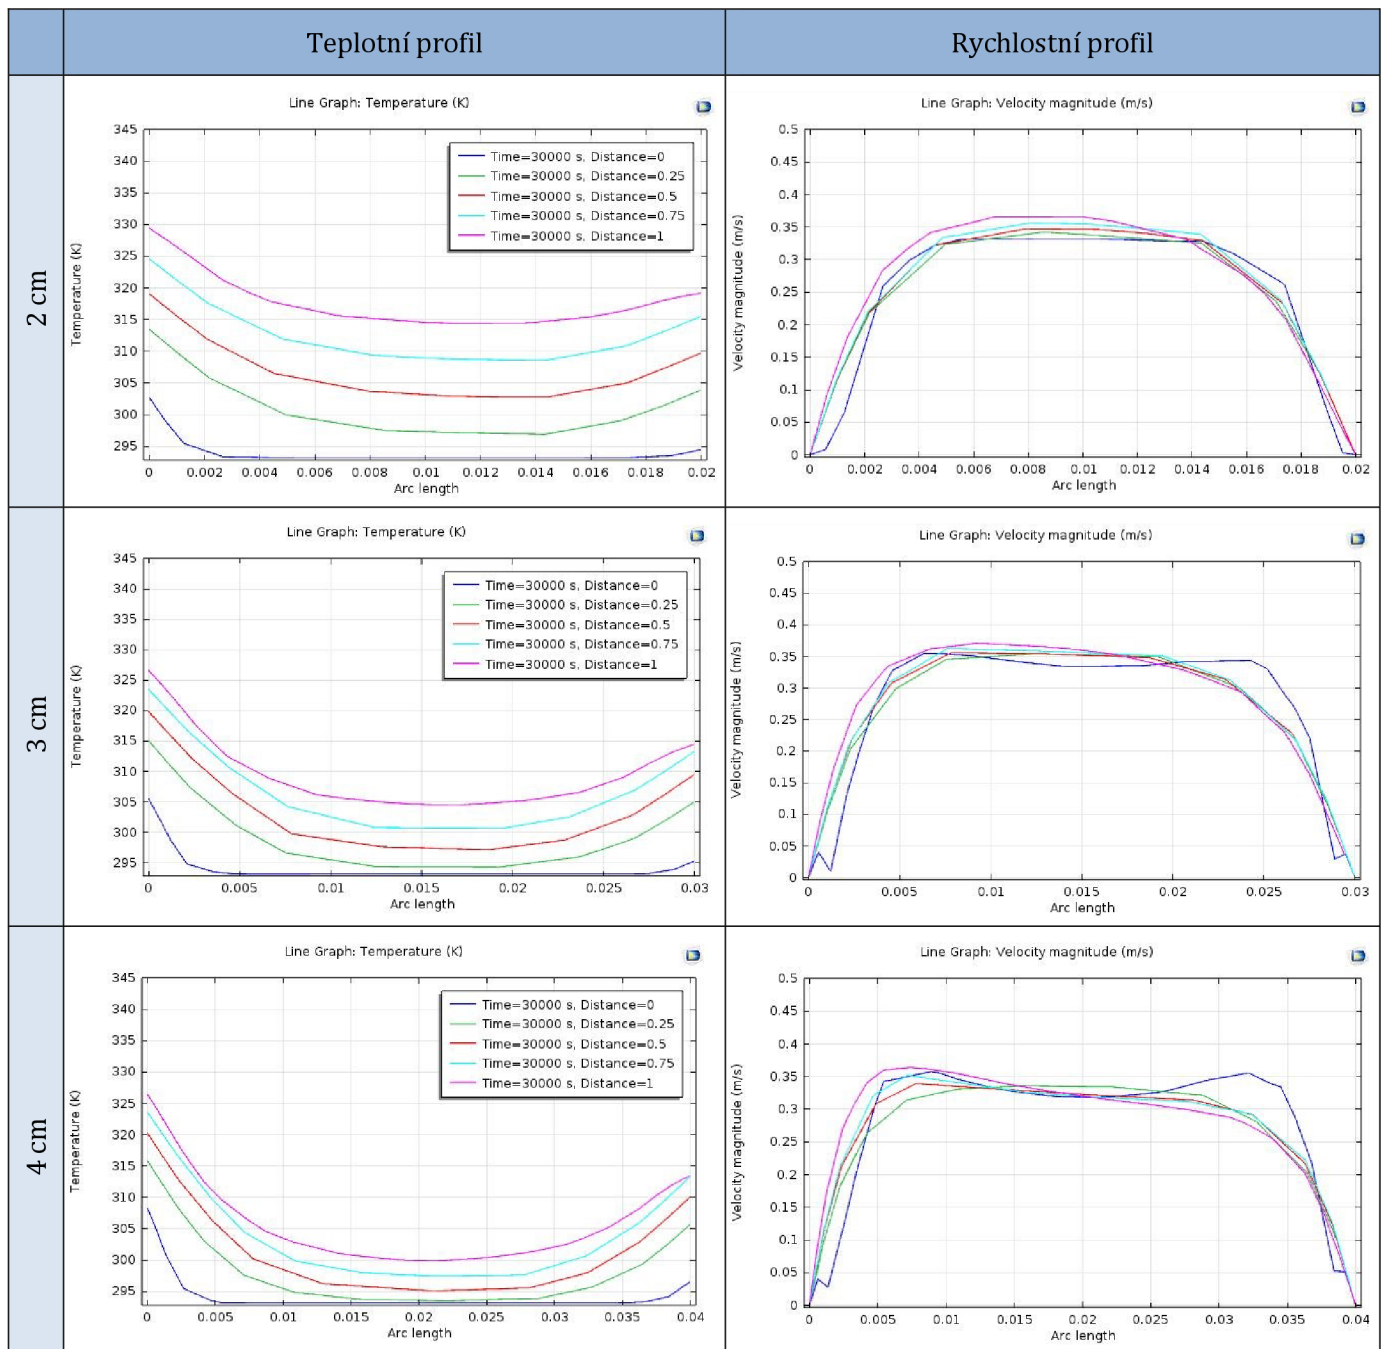 Teplotní profil
Rychlostní profil
2 cm
Line Graph: Temperature (K)
345
340
335
330
325
320
315
310
305
300
295
Temperature (K)
Time=30000 s, Distance=0
Time=30000 s, Distance=0.25
Time=30000 s, Distance=0.5
Time=30000 s, Distance=0.75
Time=30000 s, Distance=1
0 0.002 0.004 0.006 0.008 0.01 0.012 0.014 0.016 0.018 0.02
Arc length
Line Graph: Velocity magnitude (m/s)
0.5
0.45
0.4
0.35
0.3
0.25
0.2
0.15
0.1
0.05
0
Velocity magnitude (m/s)
0 0.002 0.004 0.006 0.008 0.01 0.012 0.014 0.016 0.018 0.02
Arc length
3 cm
Line Graph: Temperature (K)
345
340
335
330
325
320
315
310
305
300
295
Temperature (K)
Time=30000 s, Distance=0
Time=30000 s, Distance=0.25
Time=30000 s, Distance=0.5
Time=30000 s, Distance=0.75
Time=30000 s, Distance=1
0 0.005 0.01 0.015 0.02 0.025 0.03
Arc length
Line Graph: Velocity magnitude (m/s)
0.5
0.45
0.4
0.35
0.3
0.25
0.2
0.15
0.1
0.05
0
Velocity magnitude (m/s)
0.005 0.01 0.015 0.02 0.025 0.03
Arc length
4 cm
Line Graph: Temperature (K)
345
340
335
330
325
320
315
310
305
300
295
Temperature (K)
Time=30000 s, Distance=0
Time=30000 s, Distance=0.25
Time=30000 s, Distance=0.5
Time=30000 s, Distance=0.75
Time=30000 s, Distance=1
0 0.005 0.01 0.015 0.02 0.025 0.03 0.035 0.04
Arc length
Line Graph: Velocity magnitude (m/s)
0.5
0.45
0.4
0.35
0.3
0.25
0.2
0.15
0.1
0.05
0
Velocity magnitude (m/s)
0 0.005 0.01 0.015 0.02 0.025 0.03 0.035 0.04
Arc length